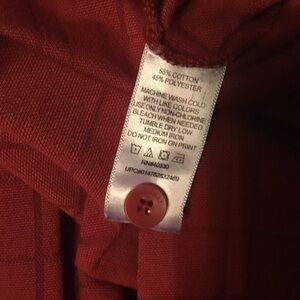 55% COTTON
45% POLYESTER
MACHINE WASH COLD
WITH LIKE COLORS
USE ONLY NON-CHLORINE
BLEACH WHEN NEEDED
TUMBLE DRY LOW
MEDIUM IRON
DO NOT IRON ON PRINT